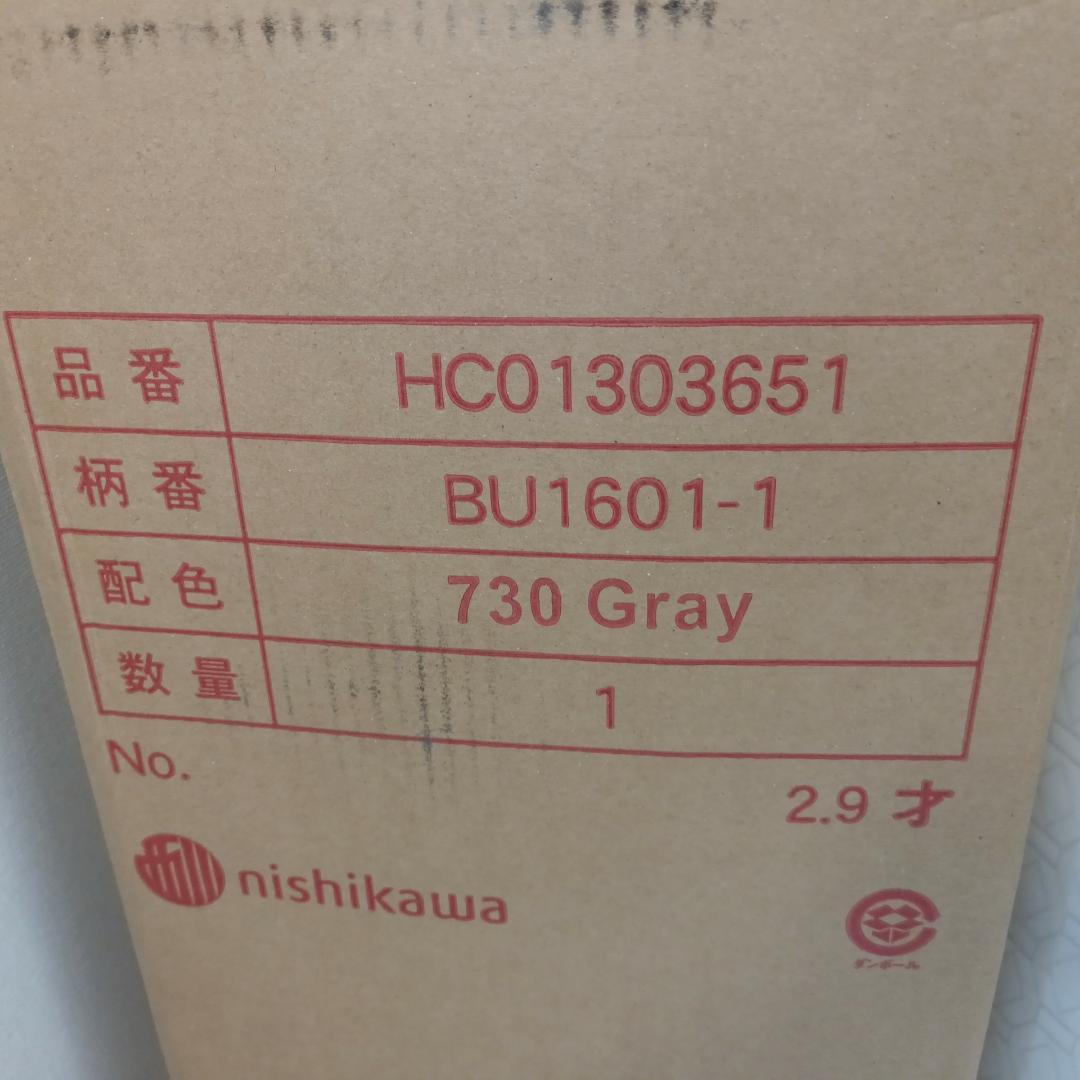 品番 HC01303651
柄番 BU1601-1
配色 730 Gray
数量 1
No.
2.9 才
nishikawa
ダンボール